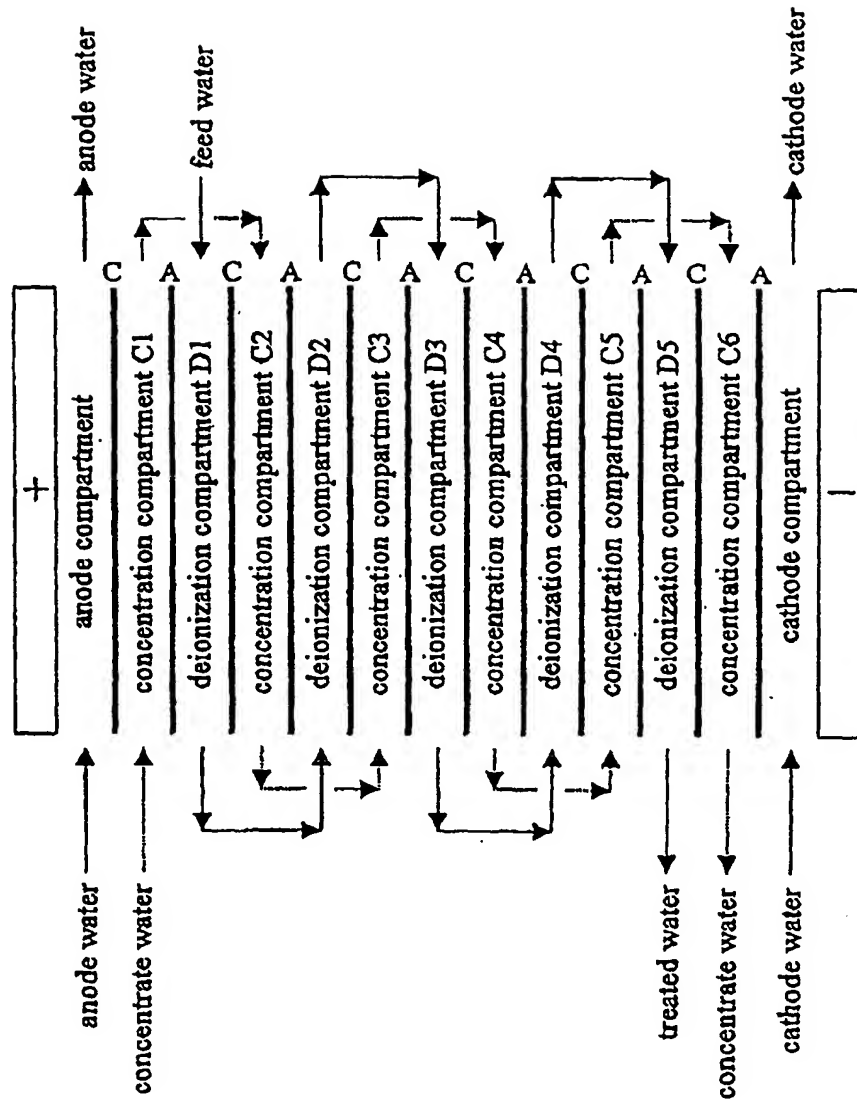 +
anode water
anode compartment
anode water
C
concentrate water
concentration compartment C1
A
deionization compartment D1
feed water
C
concentration compartment C2
A
deionization compartment D2
C
concentration compartment C3
A
deionization compartment D3
C
concentration compartment C4
A
deionization compartment D4
C
concentration compartment C5
A
treated water
deionization compartment D5
C
concentrate water
concentration compartment C6
A
cathode water
cathode compartment
cathode water
−